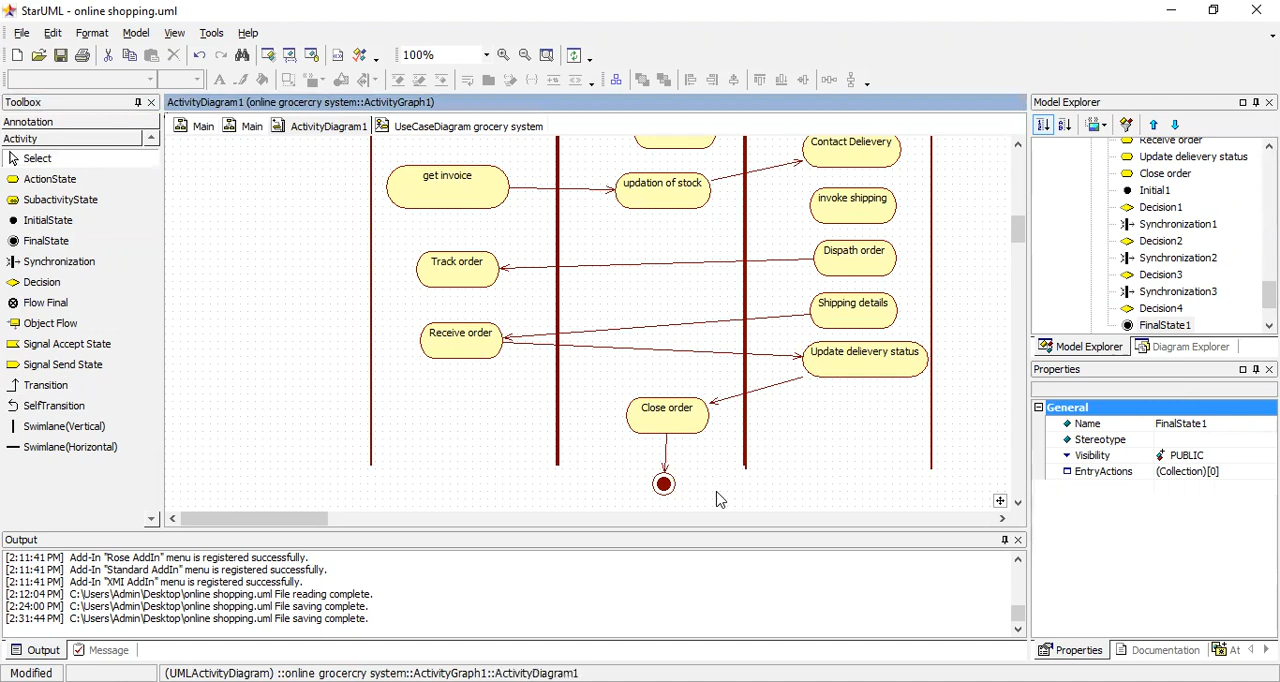 StarUML - online shopping.uml
File Edit Format Model View Tools Help
100%
Toolbox
ActivityDiagram1 (online grocercry system::ActivityGraph1)
Model Explorer
Annotation
Activity
Select
ActionState
SubactivityState
InitialState
FinalState
Synchronization
Decision
Flow Final
Object Flow
Signal Accept State
Signal Send State
Transition
SelfTransition
Swimlane(Vertical)
Swimlane(Horizontal)
Main Main ActivityDiagram1 UseCaseDiagram grocery system
Contact Delievery
get invoice
updation of stock
invoke shipping
Track order
Dispath order
Receive order
Shipping details
Update delievery status
Close order
Receive order
Update delievery status
Close order
Initial1
Decision1
Synchronization1
Decision2
Synchronization2
Decision3
Synchronization3
Decision4
FinalState1
Model Explorer Diagram Explorer
Properties
General
Name FinalState1
Stereotype
Visibility PUBLIC
EntryActions (Collection)[0]
Output
[2:11:41 PM] Add-In "Rose AddIn" menu is registered successfully.
[2:11:41 PM] Add-In "Standard AddIn" menu is registered successfully.
[2:11:41 PM] Add-In "XMI AddIn" menu is registered successfully.
[2:12:04 PM] C:\Users\Admin\Desktop\online shopping.uml File reading complete.
[2:24:00 PM] C:\Users\Admin\Desktop\online shopping.uml File saving complete.
[2:31:44 PM] C:\Users\Admin\Desktop\online shopping.uml File saving complete.
Output Message
Properties Documentation At
Modified
(UMLActivityDiagram) ::online grocercry system::ActivityGraph1::ActivityDiagram1